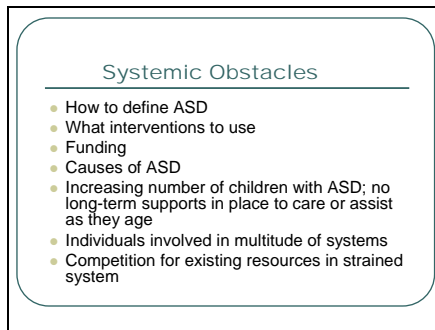 Systemic Obstacles
How to define ASD
What interventions to use
Funding
Causes of ASD
Increasing number of children with ASD; no
long-term supports in place to care or assist
as they age
Individuals involved in multitude of systems
Competition for existing resources in strained
system